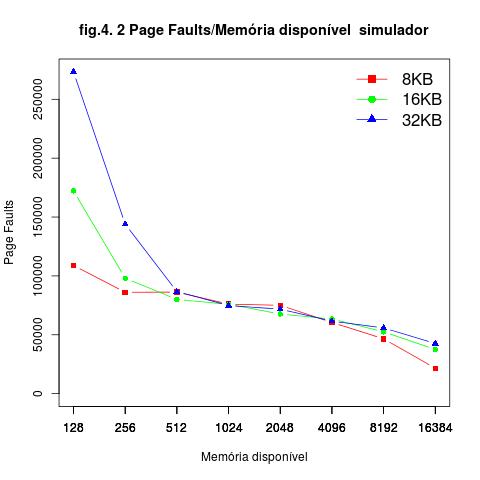 fig.4. 2 Page Faults/Memória disponível  simulador
8KB
16KB
32KB
Page Faults
250000
200000
150000
100000
50000
0
128 256 512 1024 2048 4096 8192 16384
Memória disponível